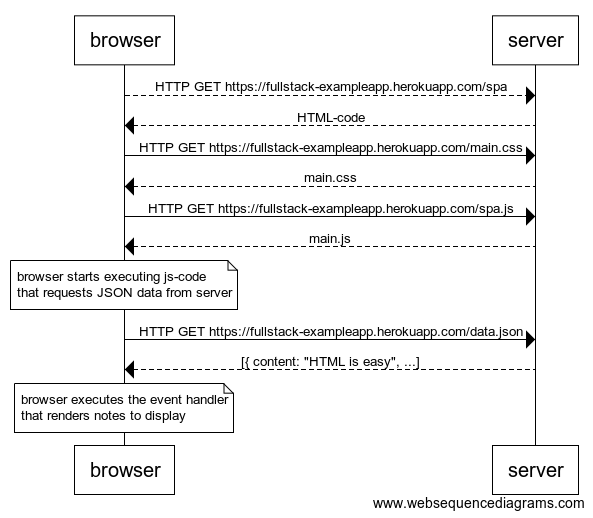 browser
server
HTTP GET https://fullstack-exampleapp.herokuapp.com/spa
HTML-code
HTTP GET https://fullstack-exampleapp.herokuapp.com/main.css
main.css
HTTP GET https://fullstack-exampleapp.herokuapp.com/spa.js
main.js
browser starts executing js-code
that requests JSON data from server
HTTP GET https://fullstack-exampleapp.herokuapp.com/data.json
[{ content: "HTML is easy", ...]
browser executes the event handler
that renders notes to display
browser
server
www.websequencediagrams.com